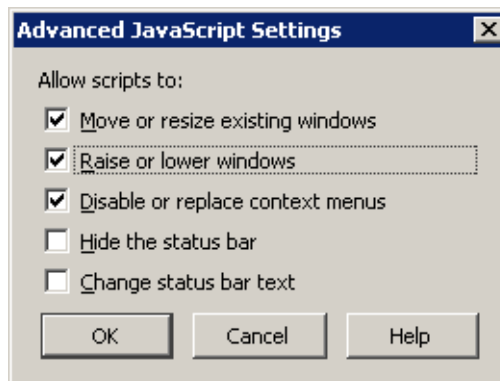 Advanced JavaScript Settings
Allow scripts to:
Move or resize existing windows
Raise or lower windows
Disable or replace context menus
Hide the status bar
Change status bar text
OK Cancel Help